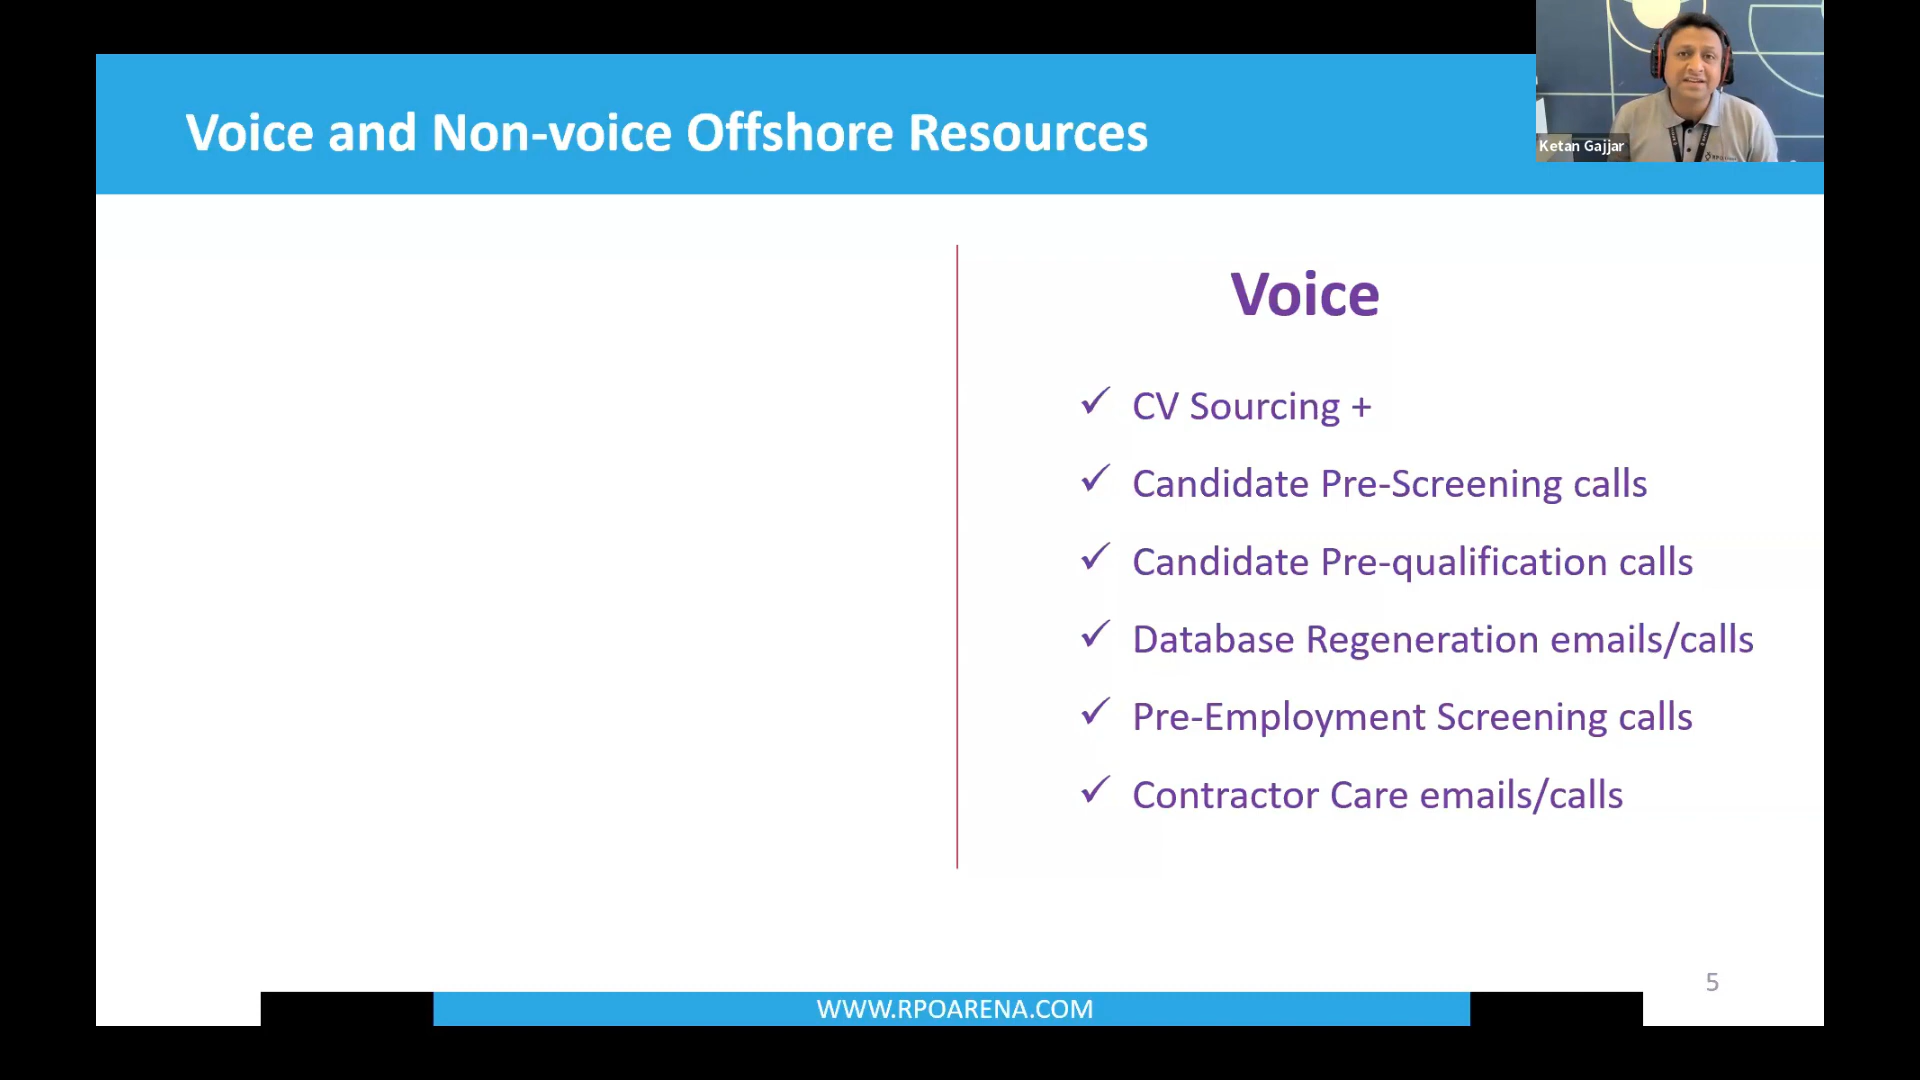 Voice and Non-voice Offshore Resources
Ketan Gajjar
Voice
✓ CV Sourcing +
✓ Candidate Pre-Screening calls
✓ Candidate Pre-qualification calls
✓ Database Regeneration emails/calls
✓ Pre-Employment Screening calls
✓ Contractor Care emails/calls
5
WWW.RPOARENA.COM